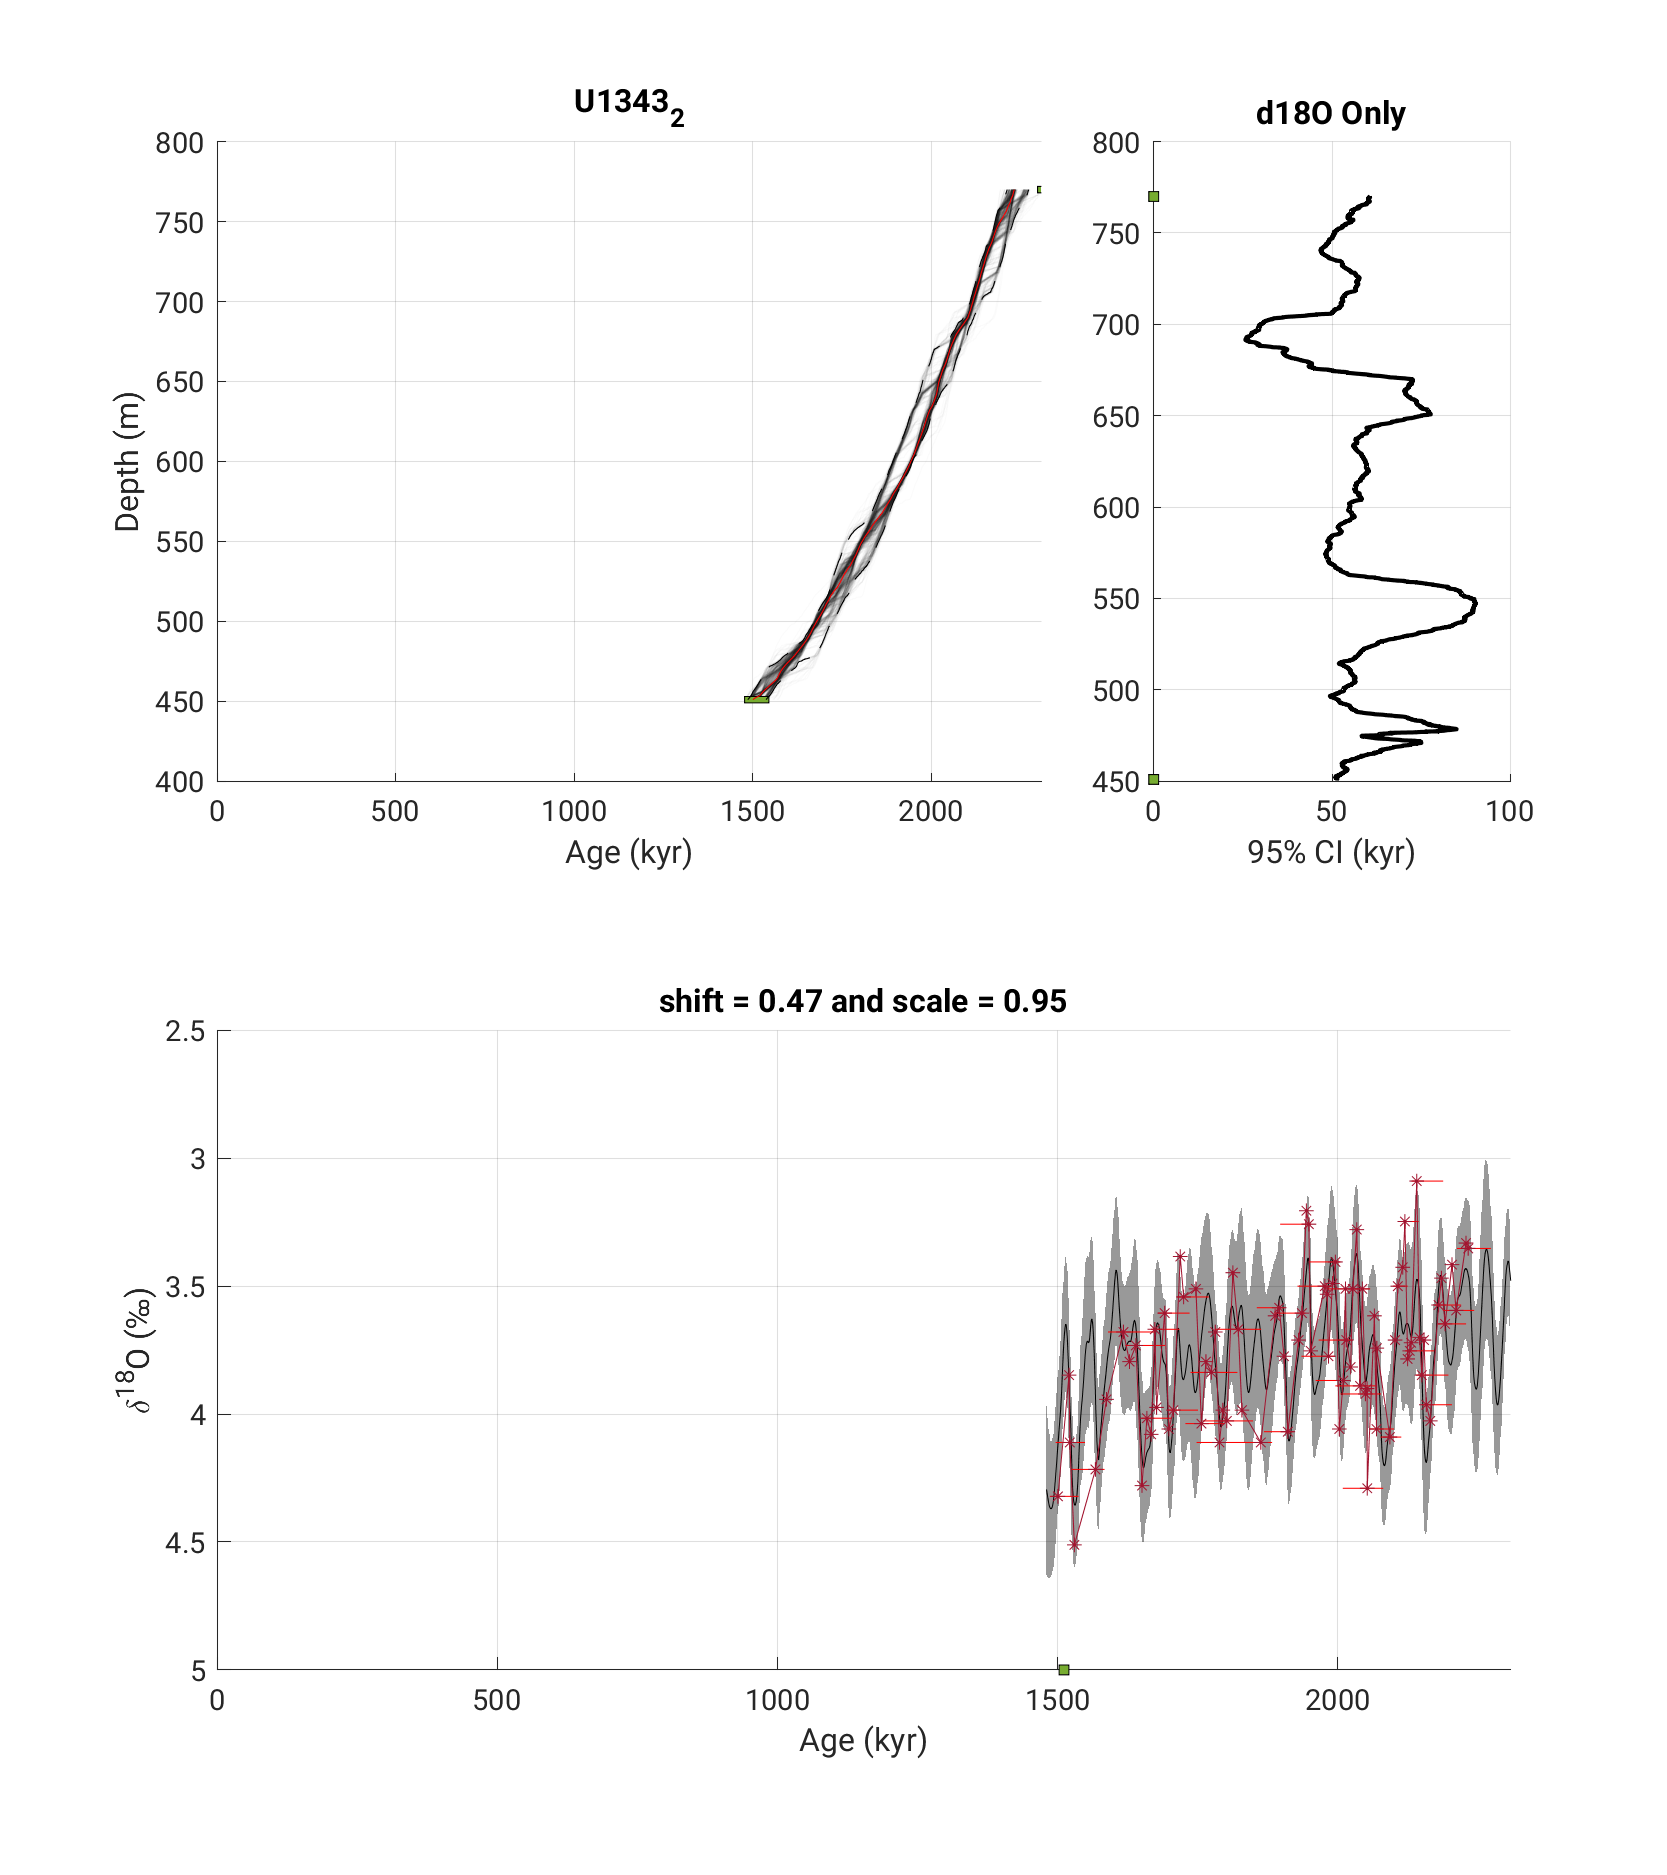 U1343₂
800
750
700
650
600
550
500
450
400
Depth (m)
0 500 1000 1500 2000
Age (kyr)
d18O Only
800
750
700
650
600
550
500
450
0 50 100
95% CI (kyr)
shift = 0.47 and scale = 0.95
2.5
3
3.5
4
4.5
5
δ¹⁸O (‰)
0 500 1000 1500 2000
Age (kyr)